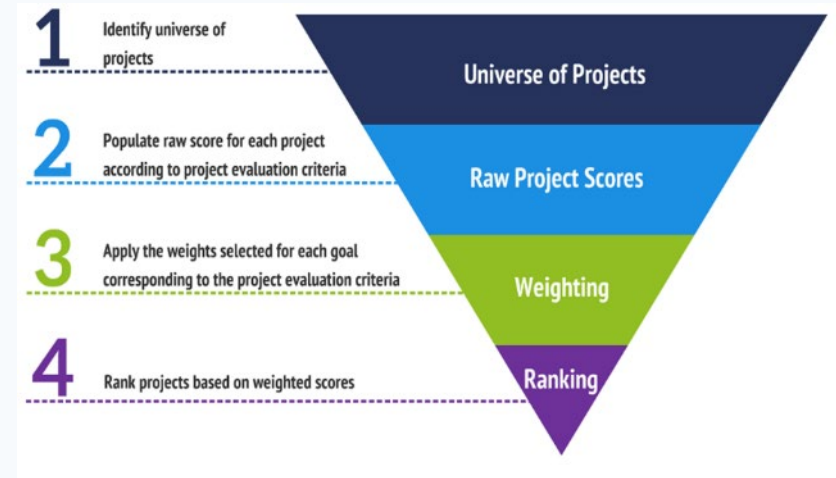 1
Identify universe of
projects
Universe of Projects
2
Populate raw score for each project
according to project evaluation criteria
Raw Project Scores
3
Apply the weights selected for each goal
corresponding to the project evaluation criteria
Weighting
4
Rank projects based on weighted scores
Ranking